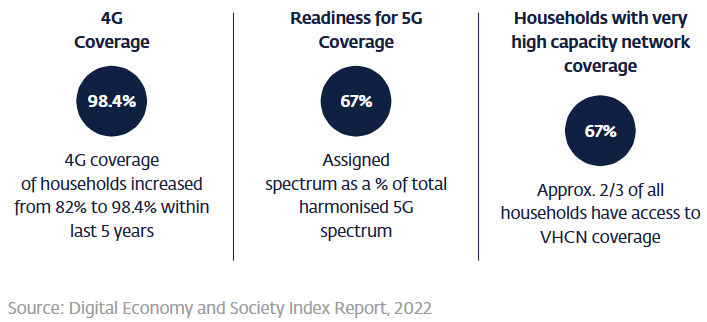 4G
Coverage
98.4%
4G coverage
of households increased
from 82% to 98.4% within
last 5 years
Readiness for 5G
Coverage
67%
Assigned
spectrum as a % of total
harmonised 5G
spectrum
Households with very
high capacity network
coverage
67%
Approx. 2/3 of all
households have access to
VHCN coverage
Source: Digital Economy and Society Index Report, 2022